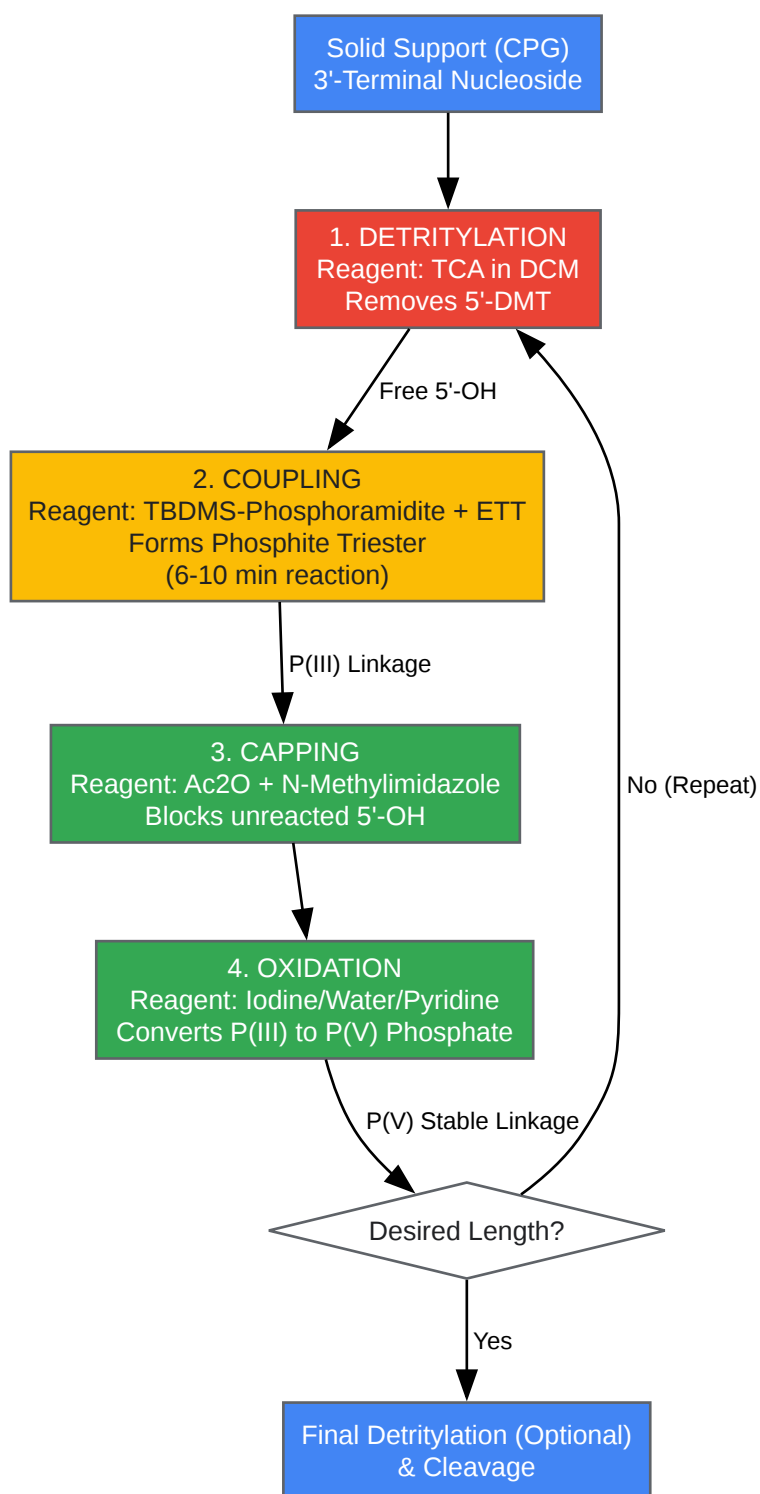 Solid Support (CPG)
3'-Terminal Nucleoside
1. DETRITYLATION
Reagent: TCA in DCM
Removes 5'-DMT
Free 5'-OH
2. COUPLING
Reagent: TBDMS-Phosphoramidite + ETT
Forms Phosphite Triester
(6-10 min reaction)
P(III) Linkage
3. CAPPING
Reagent: Ac2O + N-Methylimidazole
Blocks unreacted 5'-OH
No (Repeat)
4. OXIDATION
Reagent: Iodine/Water/Pyridine
Converts P(III) to P(V) Phosphate
P(V) Stable Linkage
Desired Length?
Yes
Final Detritylation (Optional)
& Cleavage